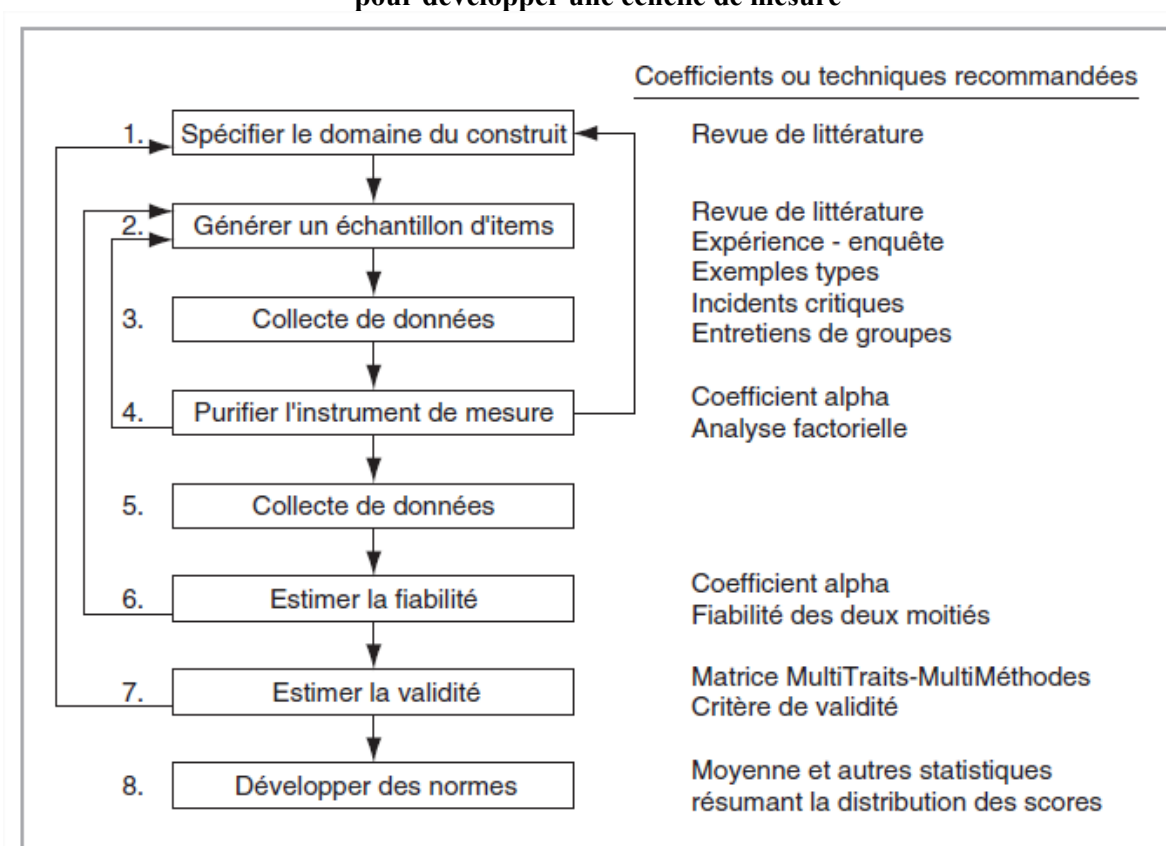 pour développer une échelle de mesure
Coefficients ou techniques recommandées
1. Spécifier le domaine du construit
Revue de littérature
2. Générer un échantillon d'items
Revue de littérature
Expérience - enquête
Exemples types
Incidents critiques
Entretiens de groupes
3. Collecte de données
4. Purifier l'instrument de mesure
Coefficient alpha
Analyse factorielle
5. Collecte de données
6. Estimer la fiabilité
Coefficient alpha
Fiabilité des deux moitiés
7. Estimer la validité
Matrice MultiTraits-MultiMéthodes
Critère de validité
8. Développer des normes
Moyenne et autres statistiques
résumant la distribution des scores